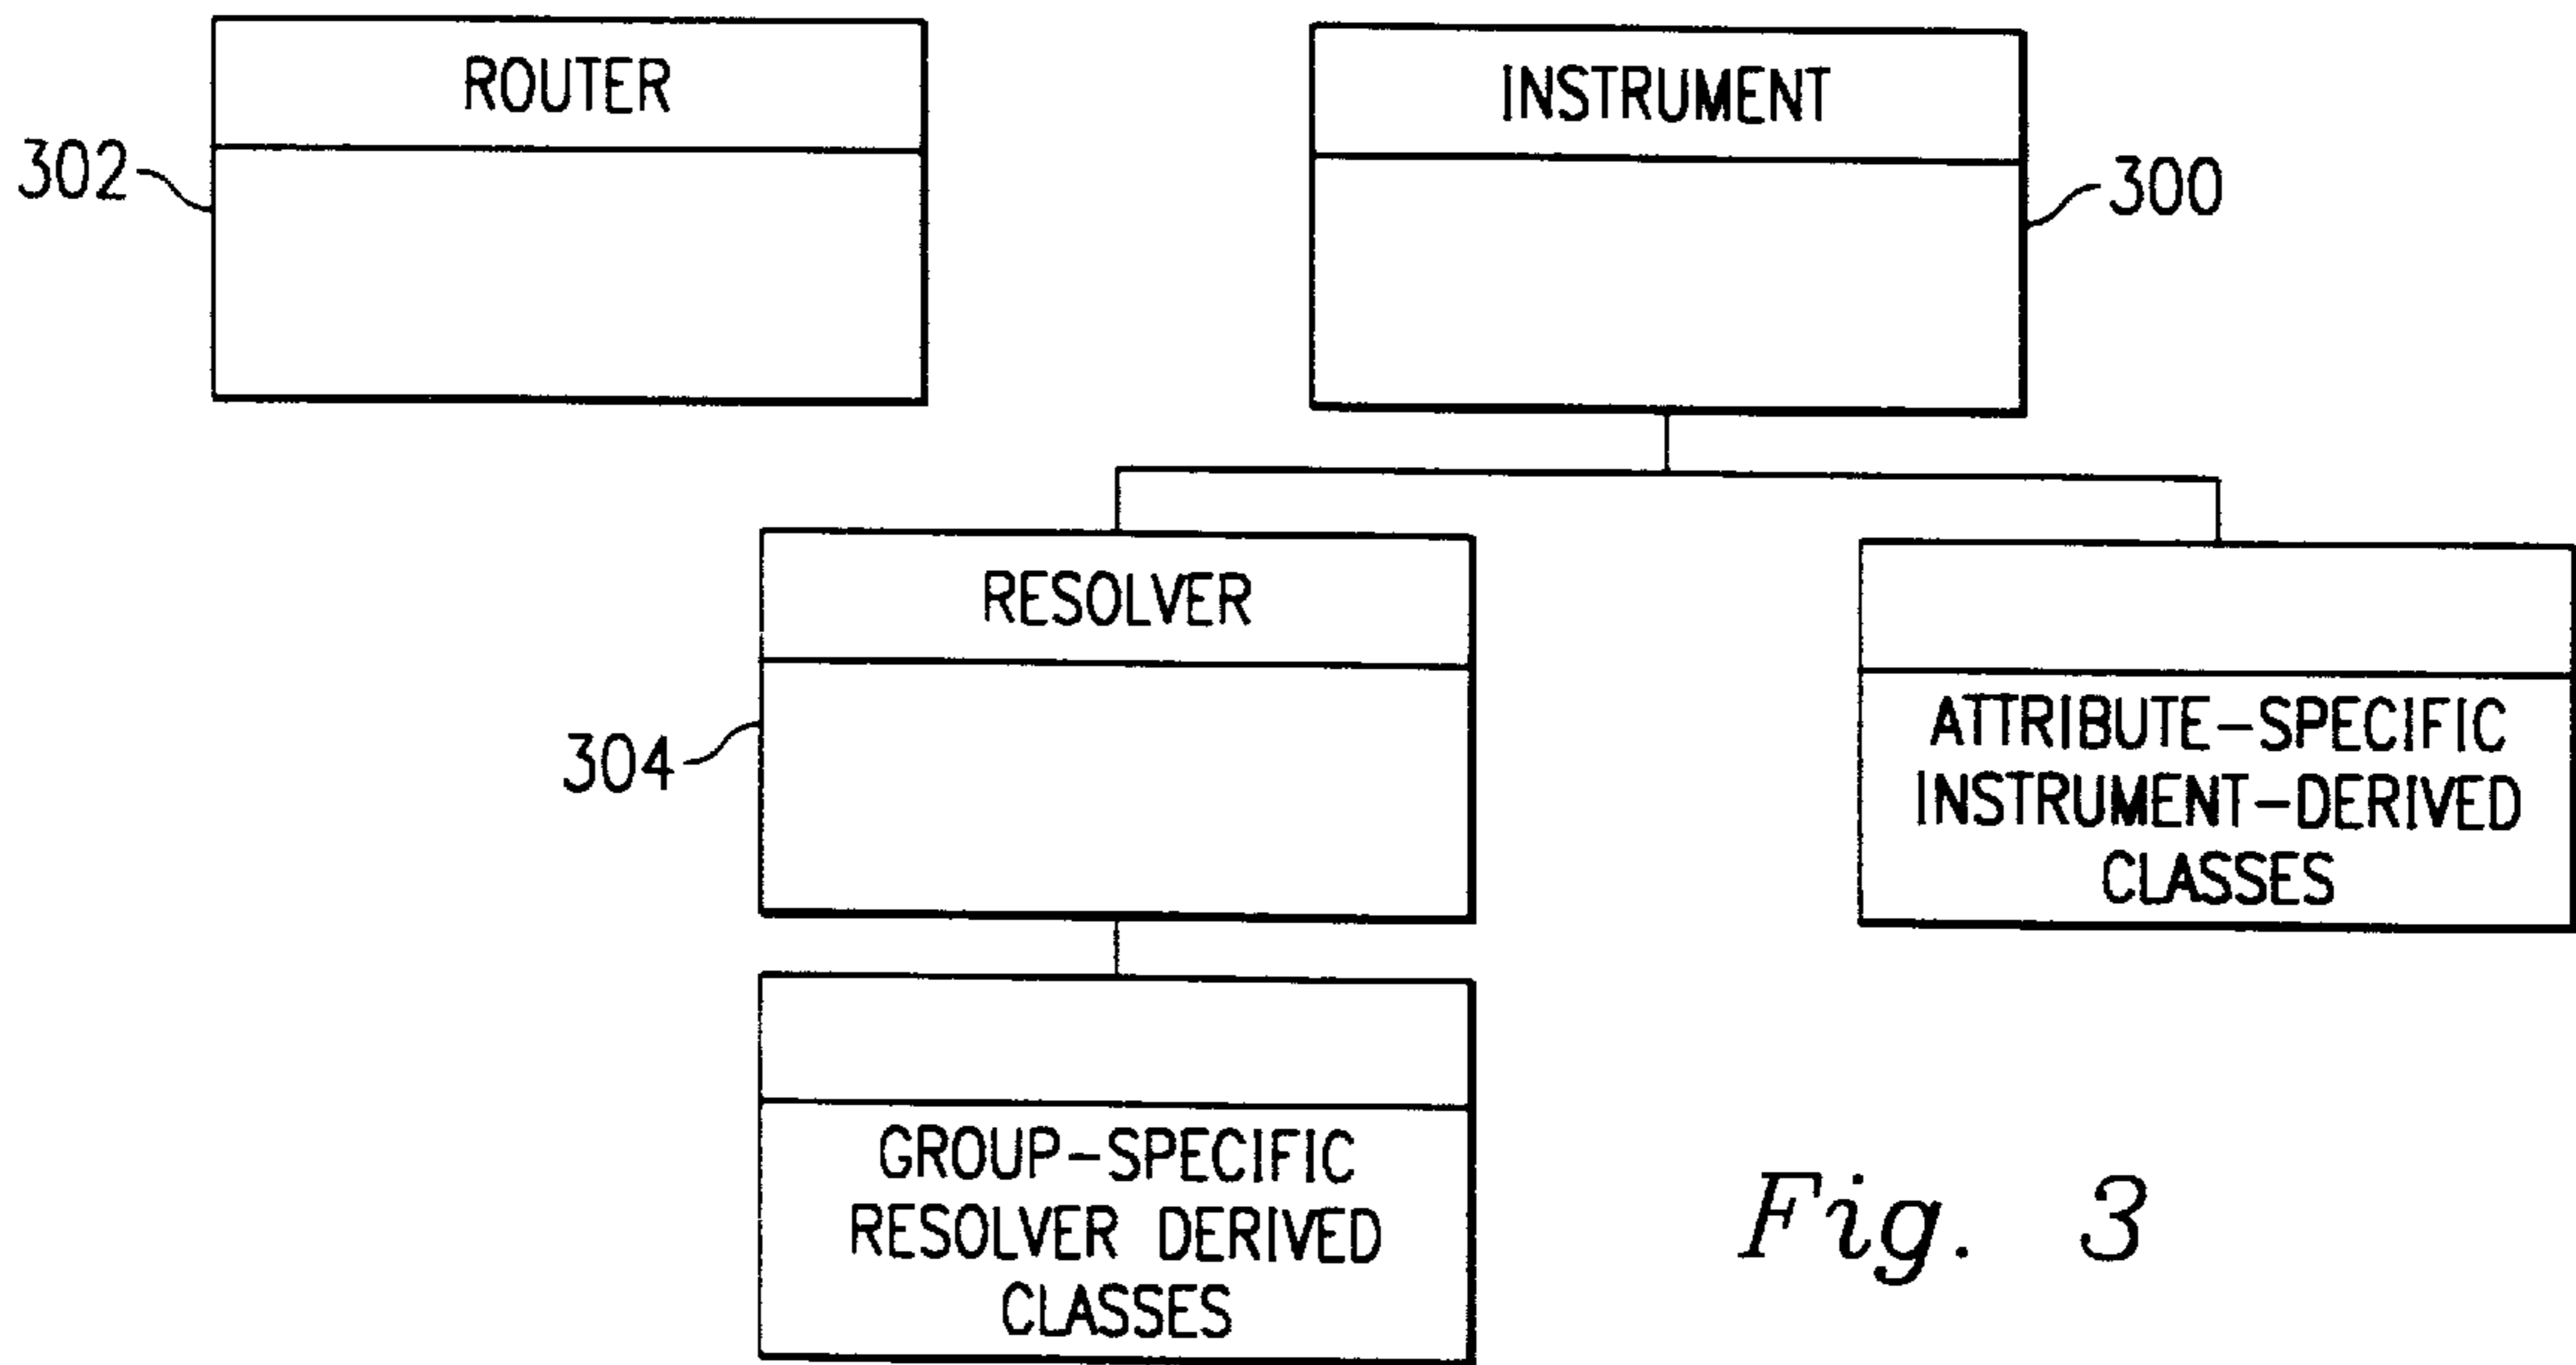 ROUTER
INSTRUMENT
302
300
RESOLVER
304
ATTRIBUTE-SPECIFIC
INSTRUMENT-DERIVED
CLASSES
GROUP-SPECIFIC
RESOLVER DERIVED
CLASSES
Fig. 3